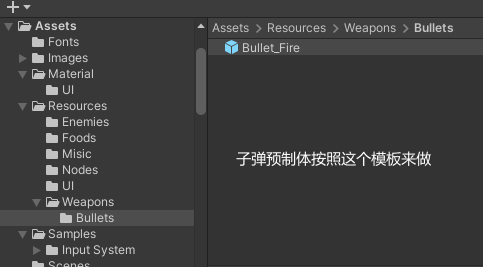 Assets
Fonts
Images
Material
UI
Resources
Enemies
Foods
Misic
Nodes
UI
Weapons
Bullets
Samples
Input System
Scenes
Assets > Resources > Weapons > Bullets
Bullet_Fire
子弹预制体按照这个模板来做